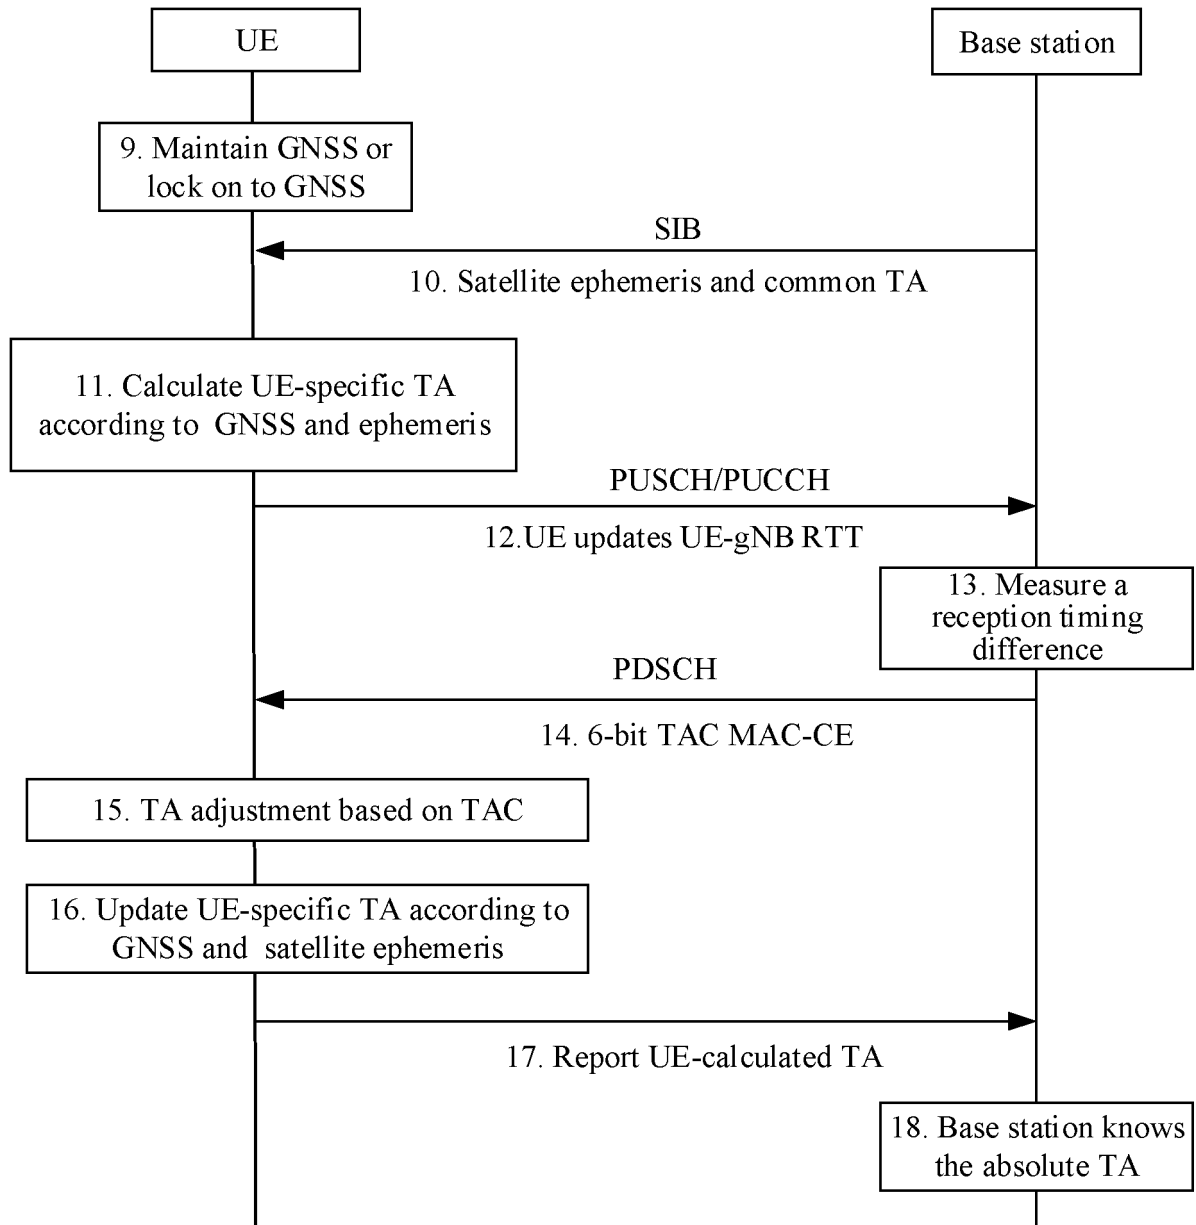 UE
Base station
9. Maintain GNSS or
lock on to GNSS
SIB
10. Satellite ephemeris and common TA
11. Calculate UE-specific TA
according to GNSS and ephemeris
PUSCH/PUCCH
12.UE updates UE-gNB RTT
13. Measure a
reception timing
difference
PDSCH
14. 6-bit TAC MAC-CE
15. TA adjustment based on TAC
16. Update UE-specific TA according to
GNSS and satellite ephemeris
17. Report UE-calculated TA
18. Base station knows
the absolute TA